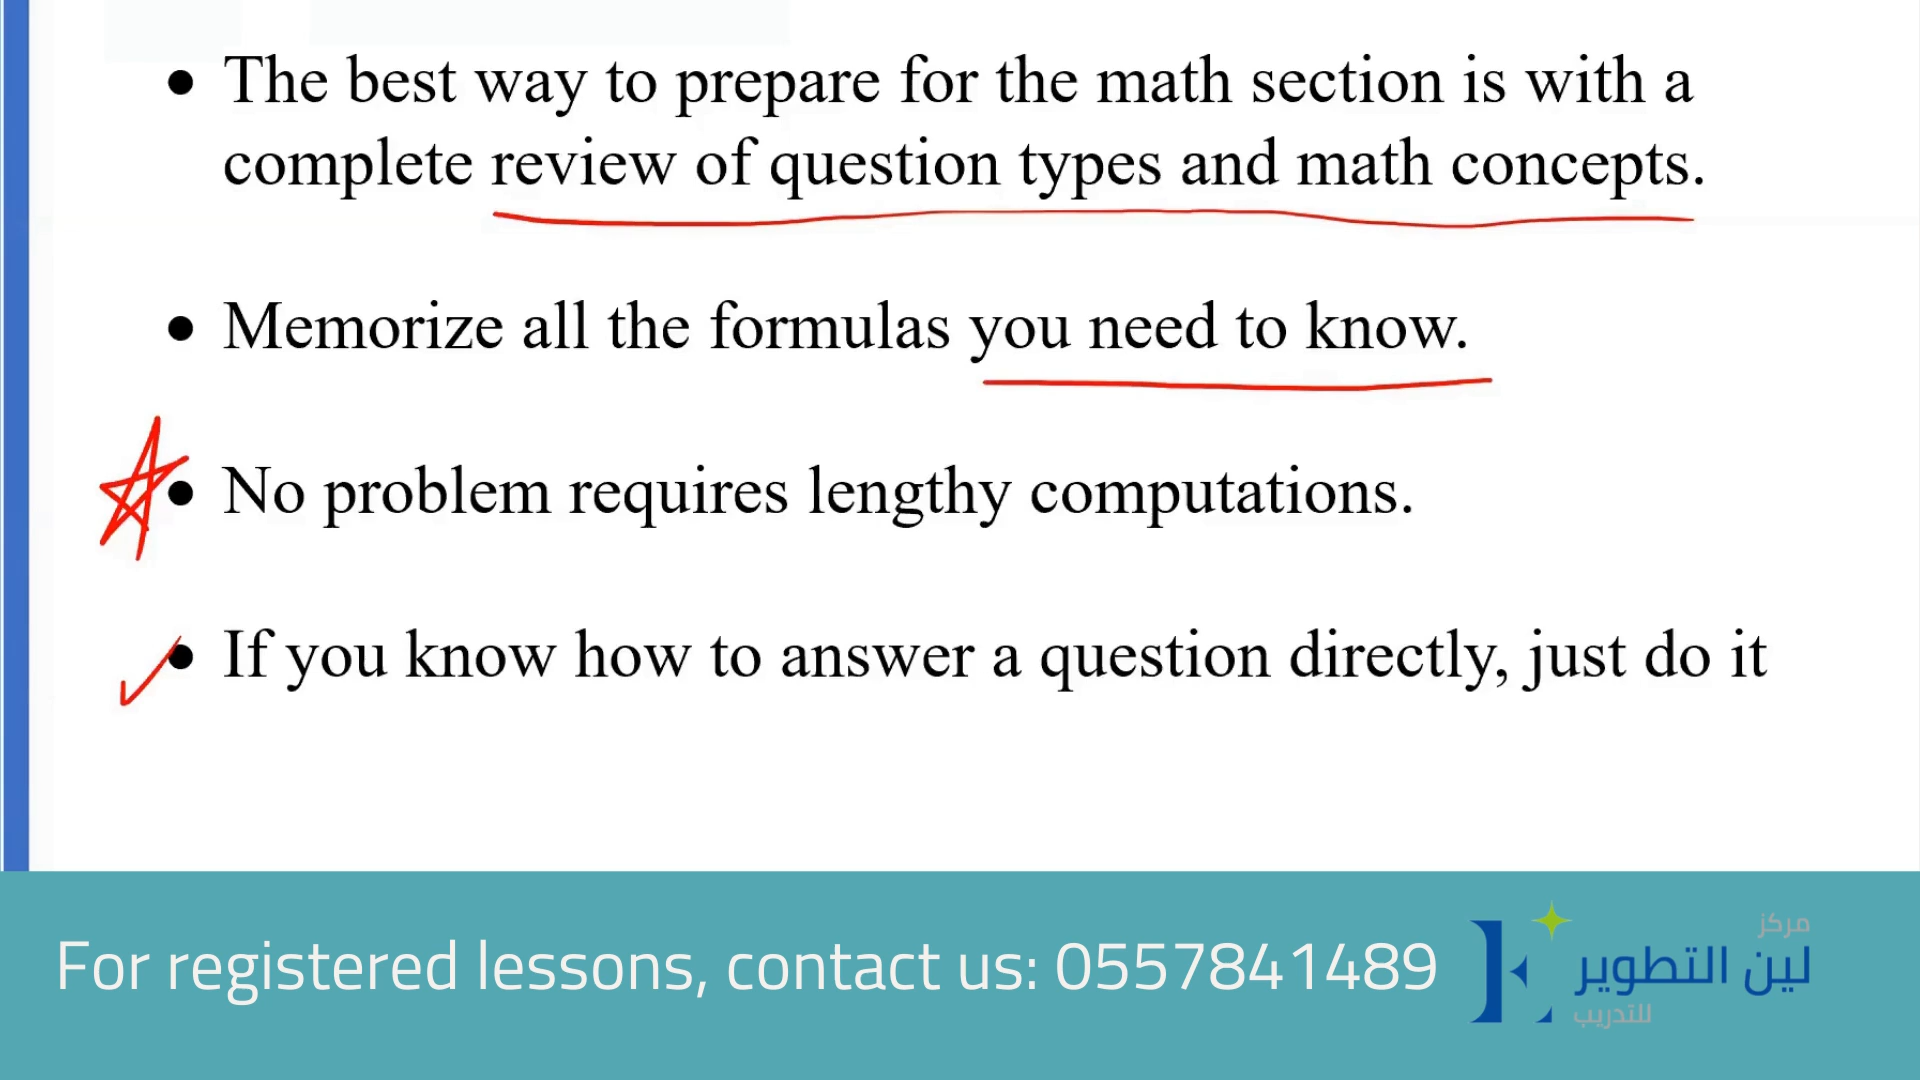 • The best way to prepare for the math section is with a
complete review of question types and math concepts.
• Memorize all the formulas you need to know.
• No problem requires lengthy computations.
• If you know how to answer a question directly, just do it
For registered lessons, contact us: 0557841489
مركز
لين التطوير
للتدريب